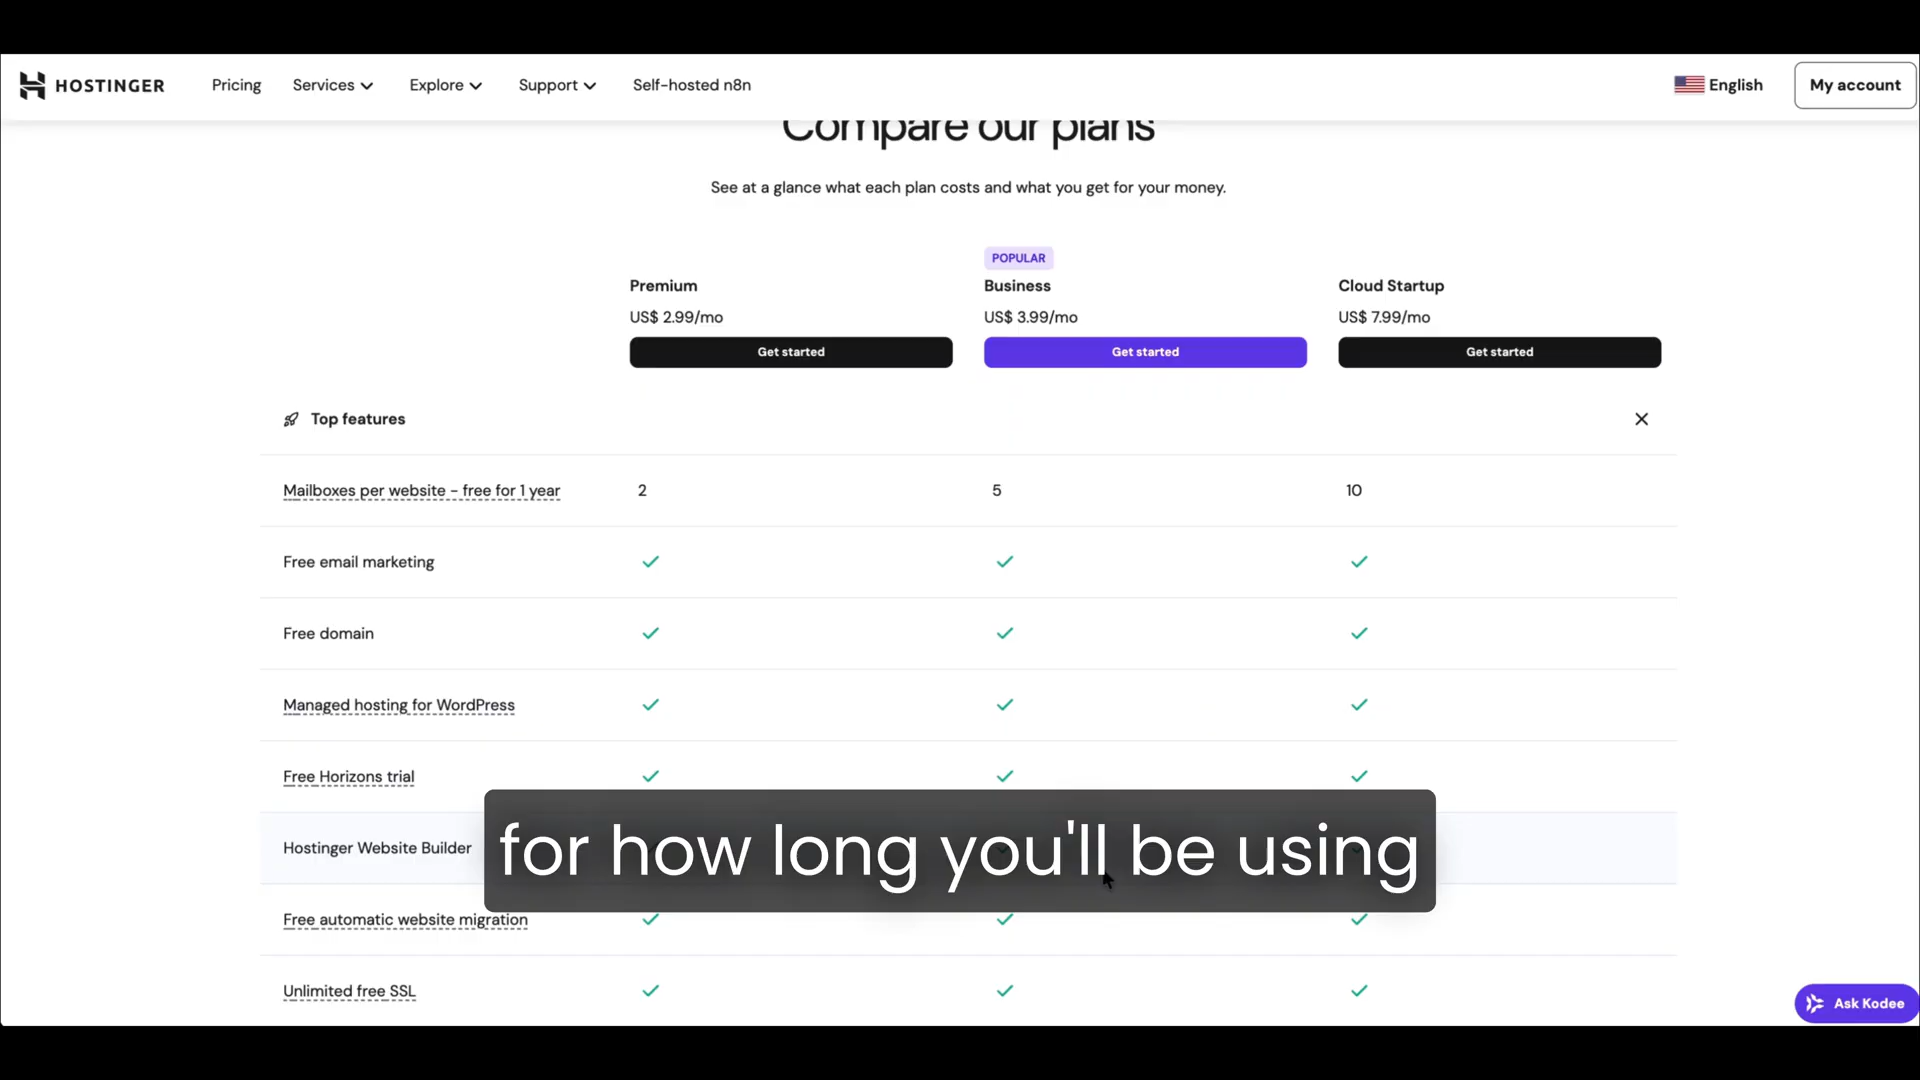 HOSTINGER Pricing Services Explore Support Self-hosted n8n English My account
Compare our plans
See at a glance what each plan costs and what you get for your money.
POPULAR
Premium Business Cloud Startup
US$ 2.99/mo US$ 3.99/mo US$ 7.99/mo
Get started Get started Get started
Top features
Mailboxes per website - free for 1 year 2 5 10
Free email marketing
Free domain
Managed hosting for WordPress
Free Horizons trial
Hostinger Website Builder
for how long you'll be using
Free automatic website migration
Unlimited free SSL
Ask Kodee